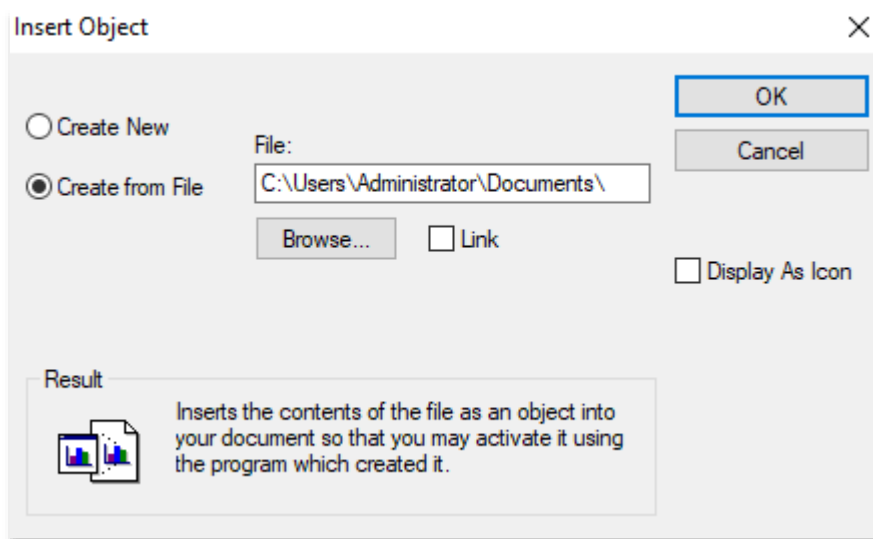 Insert Object
Create New
Create from File
File:
C:\Users\Administrator\Documents\
Browse...
Link
OK
Cancel
Display As Icon
Result
Inserts the contents of the file as an object into
your document so that you may activate it using
the program which created it.